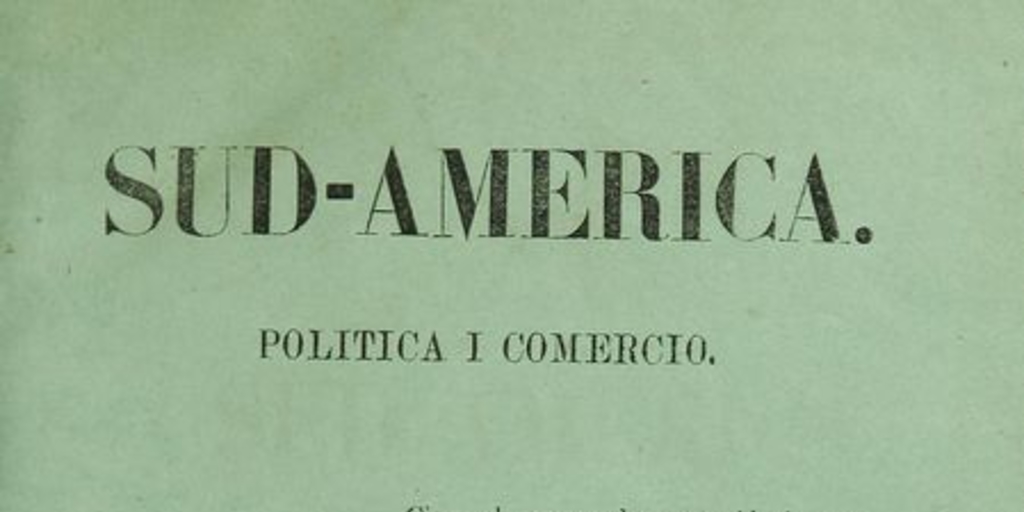 SUD-AMERICA.
POLITICA I COMERCIO.